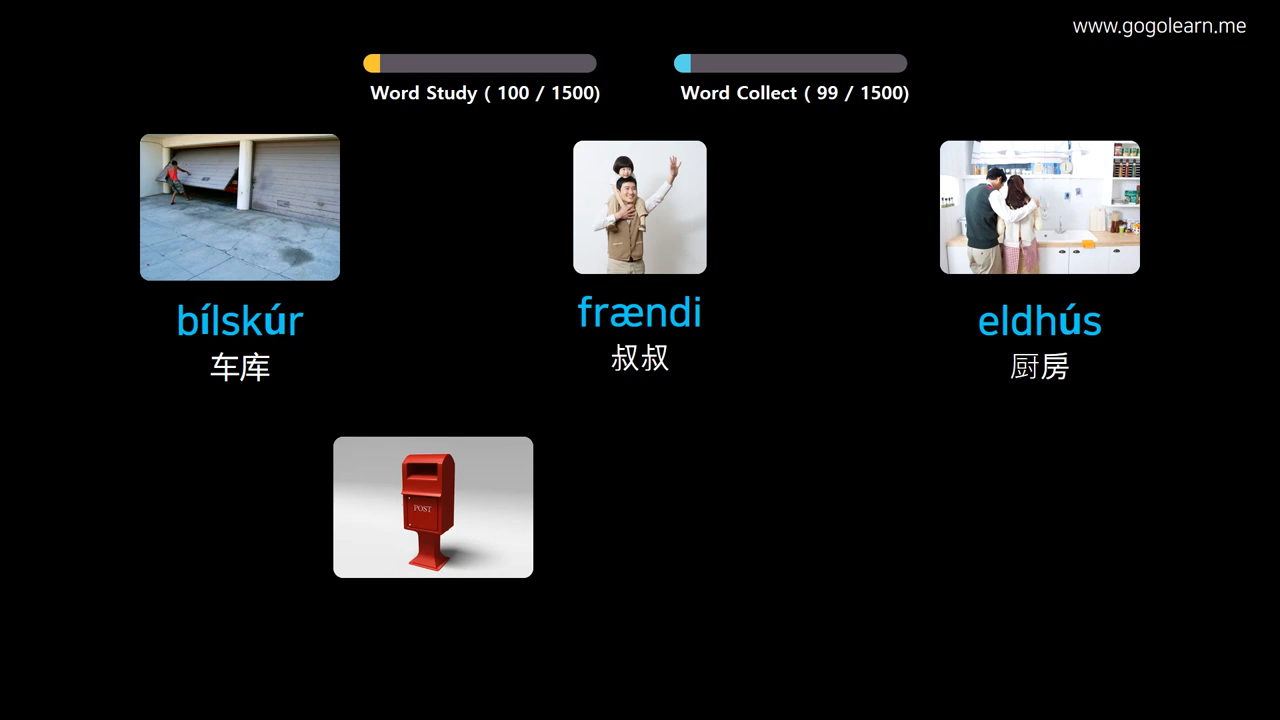 www.gogolearn.me
Word Study ( 100 / 1500)
Word Collect ( 99 / 1500)
bílskúr
车库
frændi
叔叔
eldhús
厨房
POST